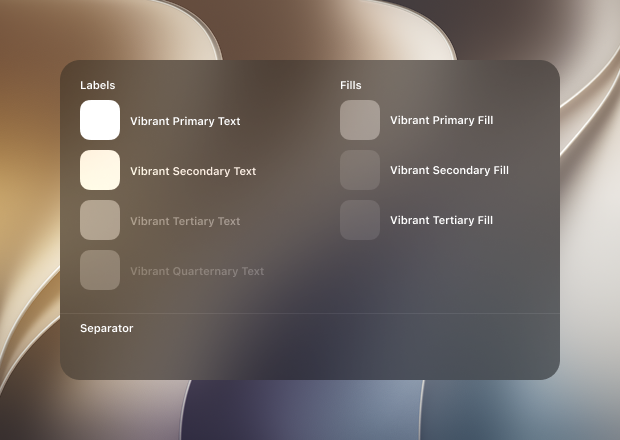 Labels
Fills
Vibrant Primary Text
Vibrant Primary Fill
Vibrant Secondary Text
Vibrant Secondary Fill
Vibrant Tertiary Text
Vibrant Tertiary Fill
Vibrant Quarternary Text
Separator